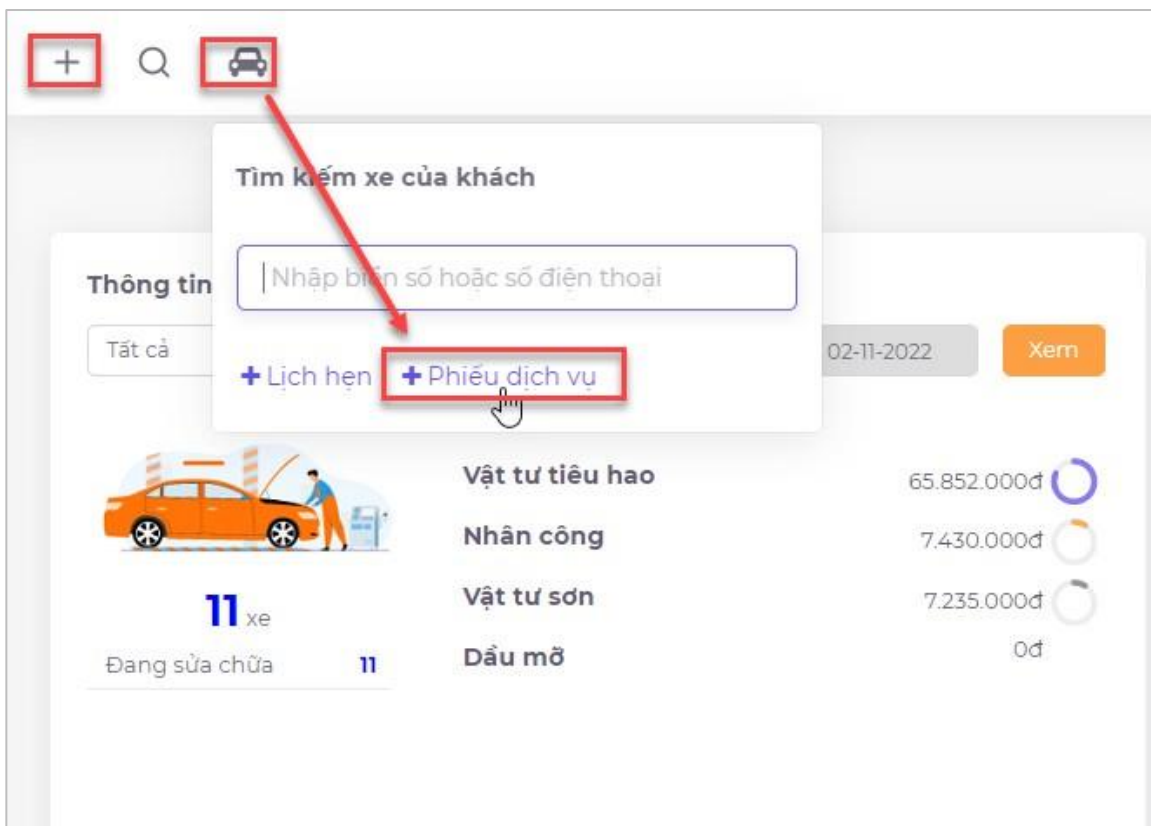 Tìm kiếm xe của khách
Thông tin
Nhập biển số hoặc số điện thoại
Tất cả
02-11-2022
Xem
+ Lịch hẹn
+ Phiếu dịch vụ
Vật tư tiêu hao
65.852.000đ
Nhân công
7.430.000đ
Vật tư sơn
7.235.000đ
11 xe
Dầu mỡ
0đ
Đang sửa chữa
11